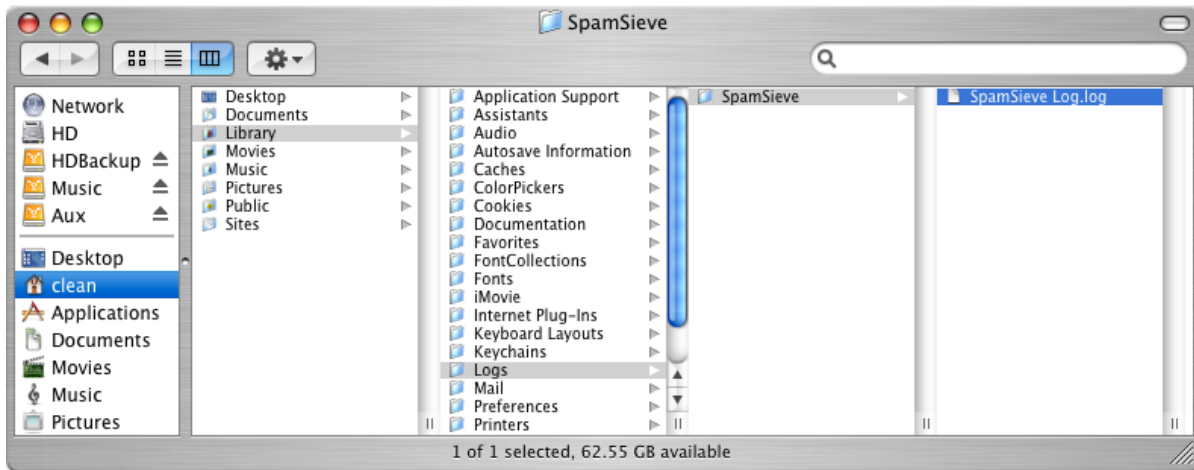 SpamSieve
Network
HD
HDBackup
Music
Aux
Desktop
clean
Applications
Documents
Movies
Music
Pictures
Desktop
Documents
Library
Movies
Music
Pictures
Public
Sites
Application Support
Assistants
Audio
Autosave Information
Caches
ColorPickers
Cookies
Documentation
Favorites
FontCollections
Fonts
iMovie
Internet Plug-Ins
Keyboard Layouts
Keychains
Logs
Mail
Preferences
Printers
SpamSieve
SpamSieve Log.log
1 of 1 selected, 62.55 GB available